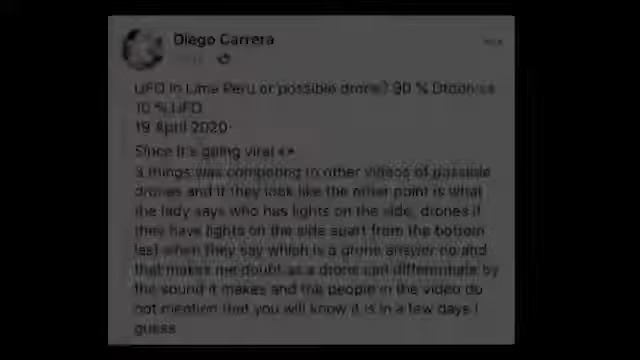 Diego Carrera
UFO in Lima Peru or possible drone? 90 % Drone vs
10 % UFO
19 April 2020
Since it's going viral
3 things was comparing to other videos of possible
drones and if they look like the other point is what
the lady says who has lights on the side, drones if
they have lights on the side apart from the bottom
last when they say which is a drone answer no and
that makes me doubt as a drone can differentiate by
the sound it makes and the people in the video do
not mention that you will know it is in a few days I
guess